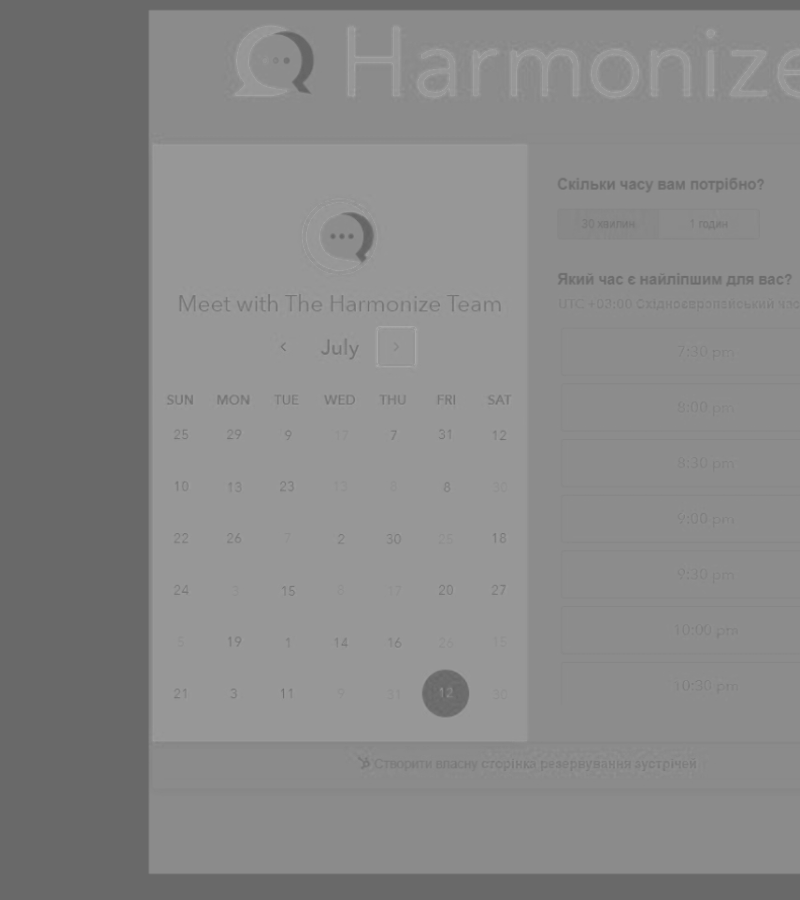 Harmonize
Meet with The Harmonize Team
July
SUN MON TUE WED THU FRI SAT
25 29 9 17 7 31 12
10 13 23 13 8 8 30
22 26 7 2 30 25 18
24 3 15 6 17 20 27
5 19 1 14 16 26 15
21 3 11 9 31 12 30
Скільки часу вам потрібно?
30 хвилин 1 годин
Який час є найліпшим для вас?
UTC +03:00 Східноєвропейський
7:30 pm
8:00 pm
8:30 pm
9:00 pm
9:30 pm
10:00 pm
10:30 pm
Створити власну сторінка резервування зустрічей